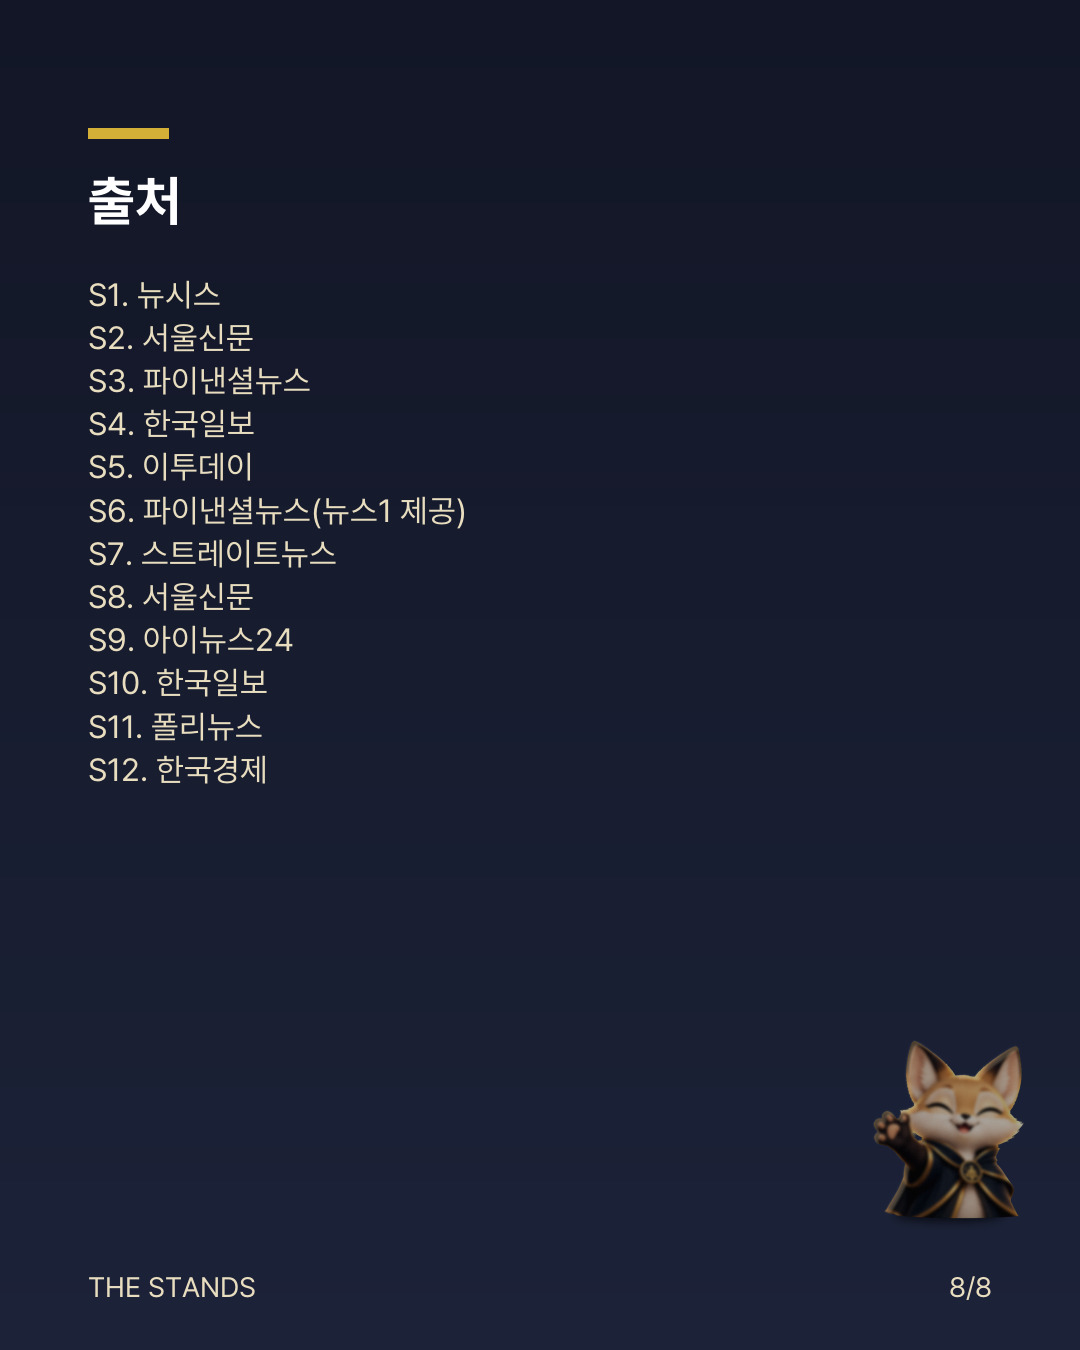 출처
S1. 뉴시스
S2. 서울신문
S3. 파이낸셜뉴스
S4. 한국일보
S5. 이투데이
S6. 파이낸셜뉴스(뉴스1 제공)
S7. 스트레이트뉴스
S8. 서울신문
S9. 아이뉴스24
S10. 한국일보
S11. 폴리뉴스
S12. 한국경제
THE STANDS
8/8